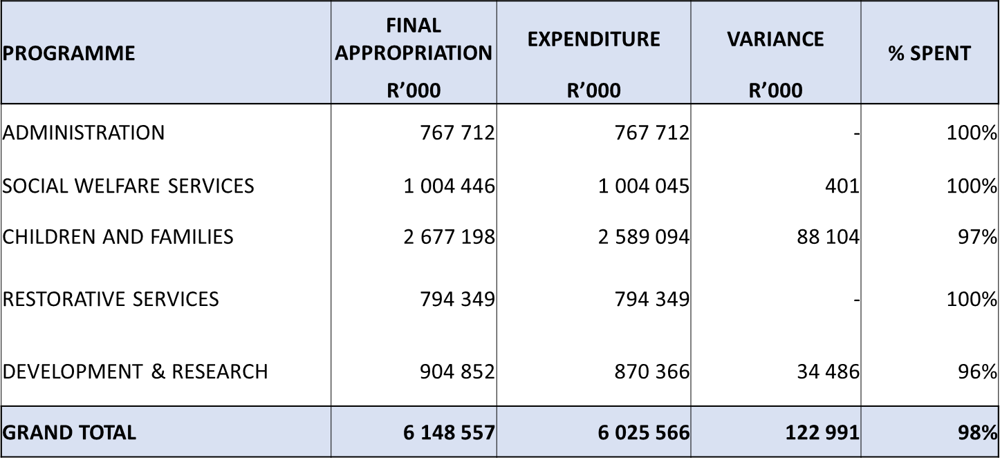 PROGRAMME FINAL APPROPRIATION R’000 EXPENDITURE R’000 VARIANCE R’000 % SPENT
ADMINISTRATION 767 712 767 712 - 100%
SOCIAL WELFARE SERVICES 1 004 446 1 004 045 401 100%
CHILDREN AND FAMILIES 2 677 198 2 589 094 88 104 97%
RESTORATIVE SERVICES 794 349 794 349 - 100%
DEVELOPMENT & RESEARCH 904 852 870 366 34 486 96%
GRAND TOTAL 6 148 557 6 025 566 122 991 98%